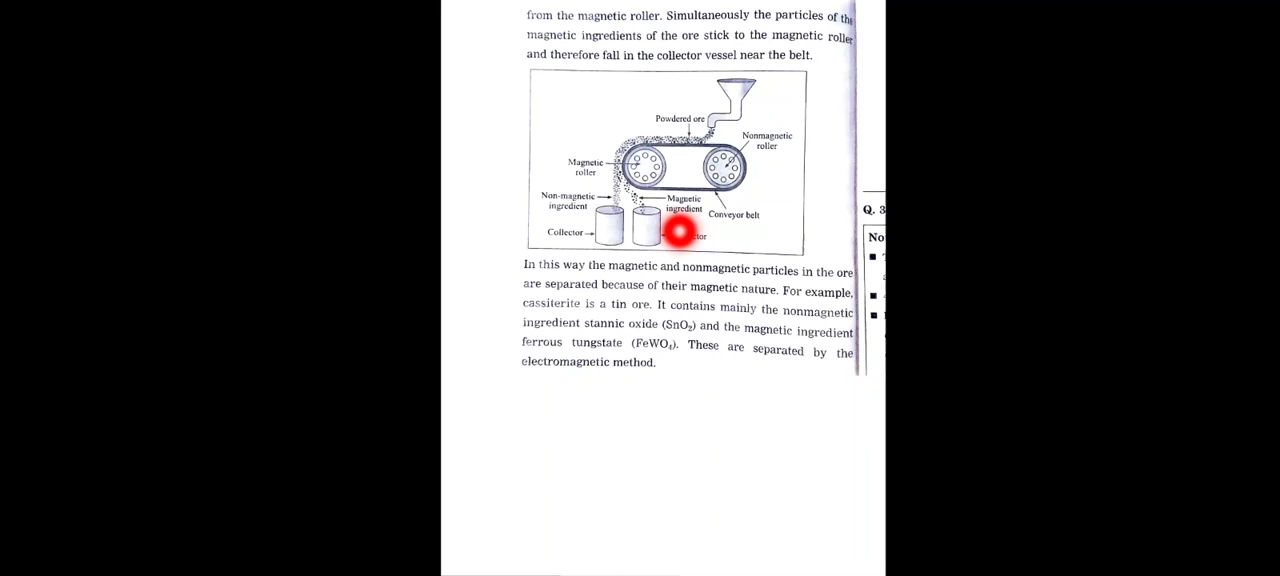 from the magnetic roller. Simultaneously the particles of the
magnetic ingredients of the ore stick to the magnetic roller
and therefore fall in the collector vessel near the belt.
Powdered ore
Nonmagnetic
roller
Magnetic
roller
Non-magnetic
ingredient
Magnetic
ingredient
Conveyor belt
Collector
Q. 3
No
In this way the magnetic and nonmagnetic particles in the ore
are separated because of their magnetic nature. For example,
cassiterite is a tin ore. It contains mainly the nonmagnetic
ingredient stannic oxide (SnO₂) and the magnetic ingredient
ferrous tungstate (FeWO₄). These are separated by the
electromagnetic method.